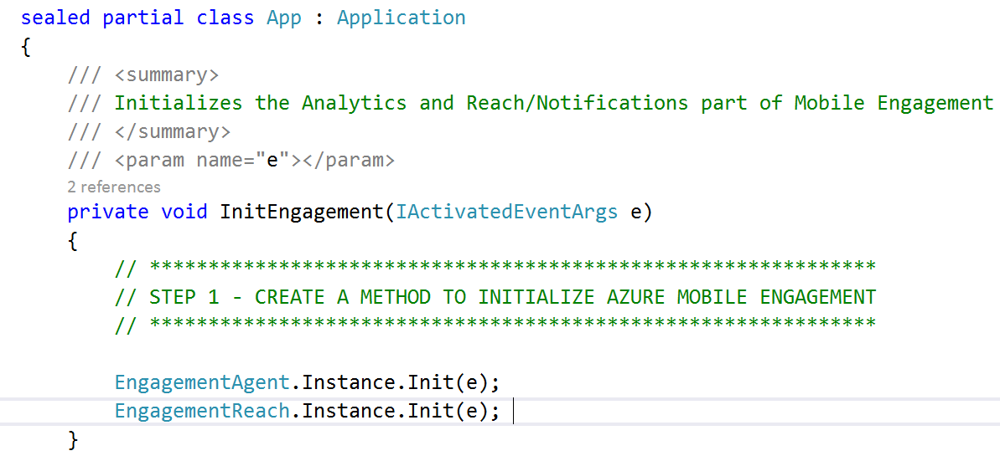 sealed partial class App : Application
{
/// <summary>
/// Initializes the Analytics and Reach/Notifications part of Mobile Engagement
/// </summary>
/// <param name="e"></param>
2 references
private void InitEngagement(IActivatedEventArgs e)
{
// **************************************************************
// STEP 1 - CREATE A METHOD TO INITIALIZE AZURE MOBILE ENGAGEMENT
// **************************************************************
EngagementAgent.Instance.Init(e);
EngagementReach.Instance.Init(e);
}